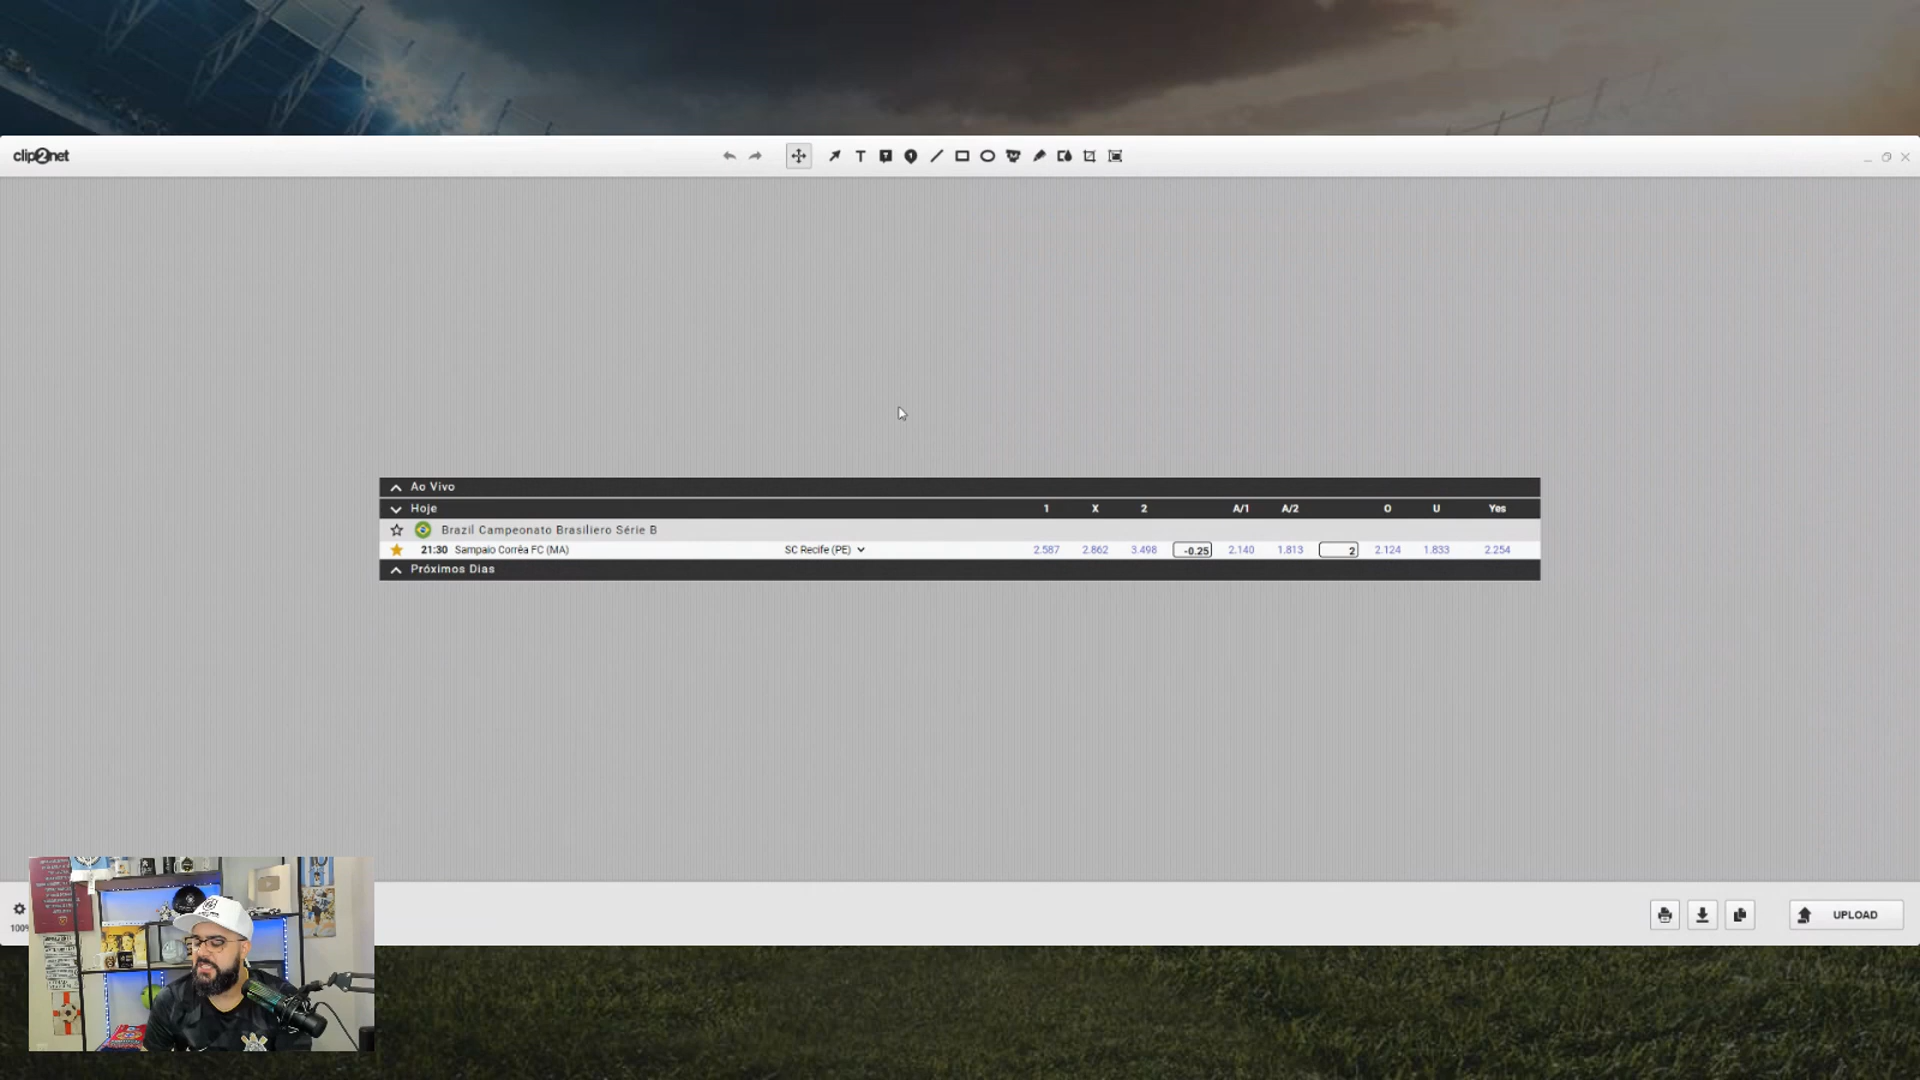 clip2net
Ao Vivo
Hoje 1 X 2 A/1 A/2 O U Yes
Brazil Campeonato Brasiliero Série B
21:30 Sampaio Corrêa FC (MA) SC Recife (PE) 2.587 2.862 3.498 -0.25 2.140 1.813 2 2.124 1.833 2.254
Próximos Dias
100%
UPLOAD